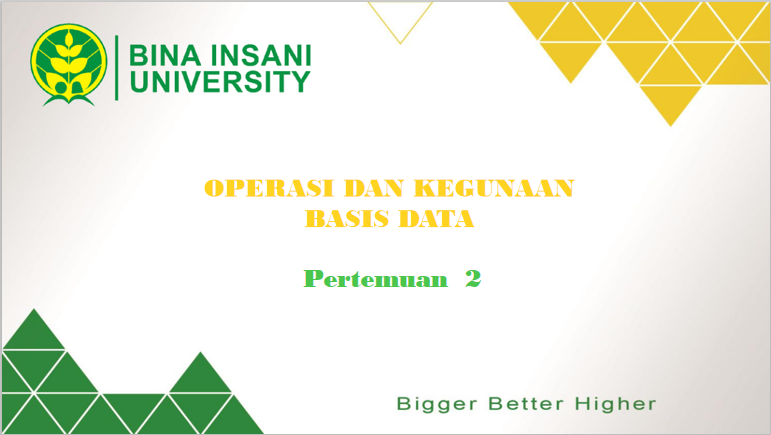 BINA INSANI
UNIVERSITY
OPERASI DAN KEGUNAAN
BASIS DATA
Pertemuan 2
Bigger Better Higher